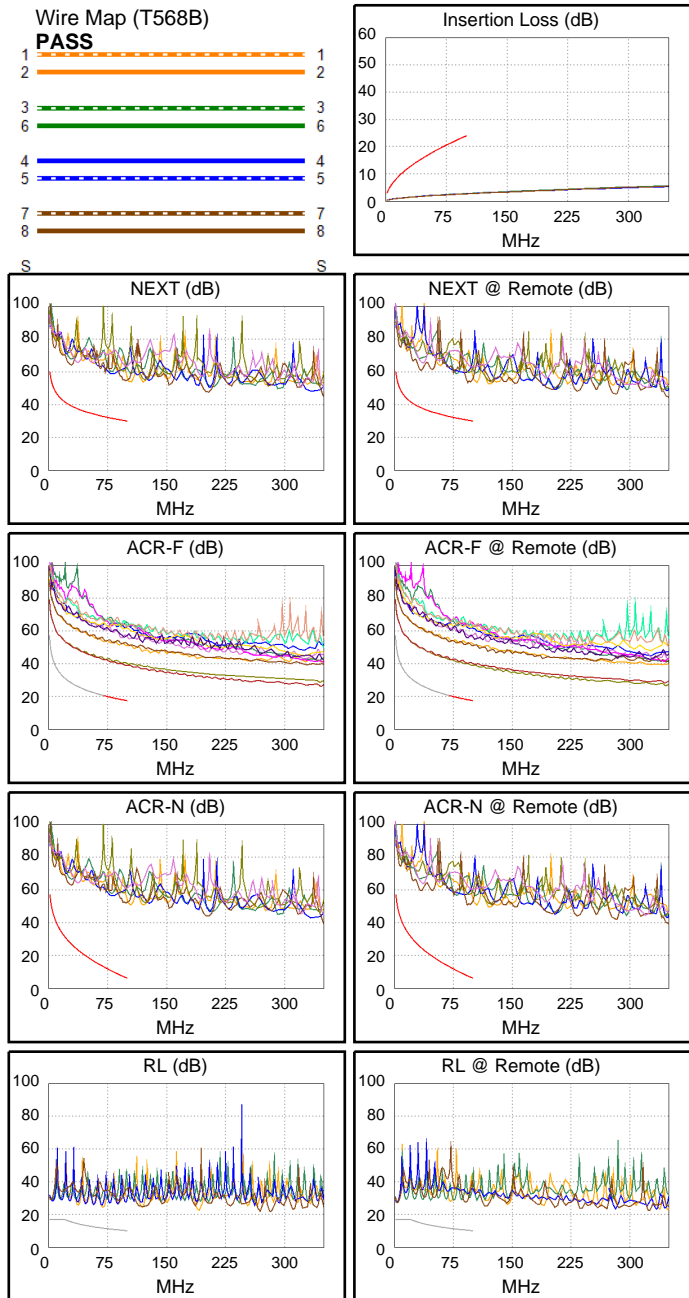 Wire Map (T568B)
PASS
1 1
2 2
3 3
6 6
4 4
5 5
7 7
8 8
S S
Insertion Loss (dB)
60
50
40
30
20
10
0
0 75 150 225 300
MHz
NEXT (dB)
100
80
60
40
20
0
0 75 150 225 300
MHz
NEXT @ Remote (dB)
100
80
60
40
20
0
0 75 150 225 300
MHz
ACR-F (dB)
100
80
60
40
20
0
0 75 150 225 300
MHz
ACR-F @ Remote (dB)
100
80
60
40
20
0
0 75 150 225 300
MHz
ACR-N (dB)
100
80
60
40
20
0
0 75 150 225 300
MHz
ACR-N @ Remote (dB)
100
80
60
40
20
0
0 75 150 225 300
MHz
RL (dB)
100
80
60
40
20
0
0 75 150 225 300
MHz
RL @ Remote (dB)
100
80
60
40
20
0
0 75 150 225 300
MHz